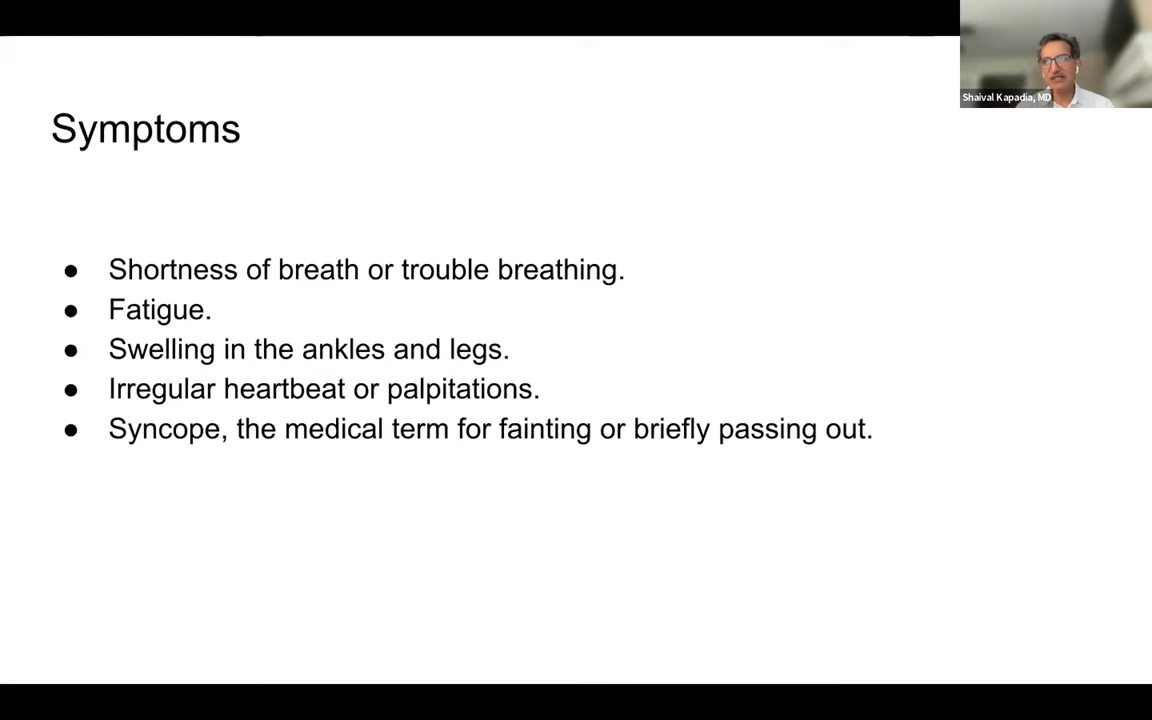 Shaival Kapadia, MD
Symptoms
● Shortness of breath or trouble breathing.
● Fatigue.
● Swelling in the ankles and legs.
● Irregular heartbeat or palpitations.
● Syncope, the medical term for fainting or briefly passing out.